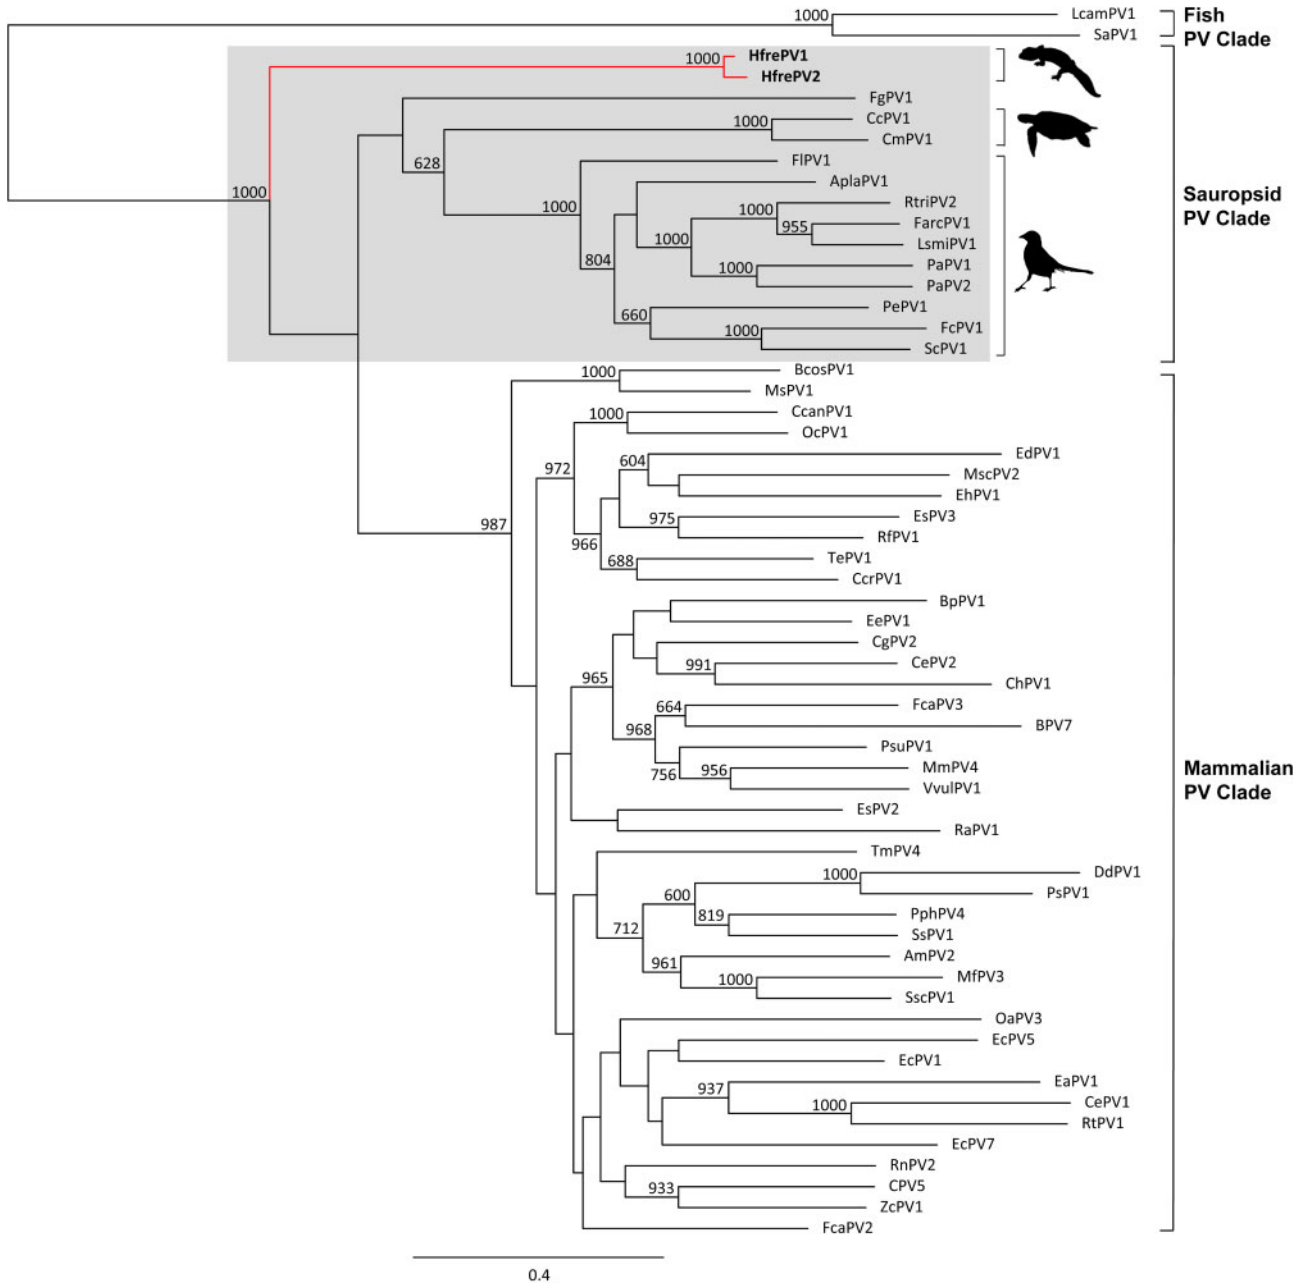 1000 LcamPV1 Fish
SaPV1 PV Clade
1000 HfrePV1
HfrePV2
FgPV1
1000 CcPV1
CmPV1
628 FlPV1
AplaPV1
1000 1000 1000 RtriPV2 Sauropsid
955 FarcPV1 PV Clade
1000 LsmiPV1
804 1000 PaPV1
PaPV2
660 PePV1
1000 FcPV1
ScPV1
1000 BcosPV1
MsPV1
1000 CcanPV1
OcPV1
972 604 EdPV1
MscPV2
EhPV1
987 975 EsPV3
966 RfPV1
688 TePV1
CcrPV1
BpPV1
EePV1
CgPV2
965 991 CePV2
ChPV1
664 FcaPV3
968 BPV7
PsuPV1
756 956 MmPV4 Mammalian
VvulPV1 PV Clade
EsPV2
RaPV1
TmPV4
1000 DdPV1
600 PsPV1
819 PphPV4
712 SsPV1
961 AmPV2
1000 MfPV3
SscPV1
OaPV3
EcPV5
EcPV1
937 EaPV1
1000 CePV1
RtPV1
EcPV7
RnPV2
933 CPV5
ZcPV1
FcaPV2
0.4